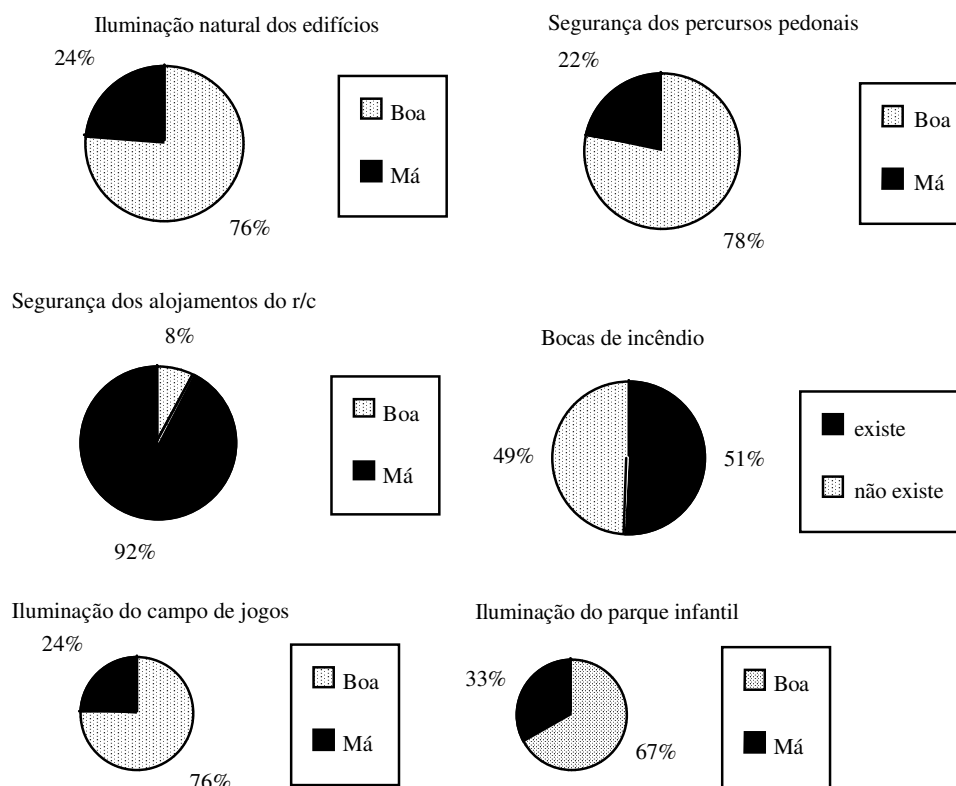 Iluminação natural dos edifícios
24%
76%
Boa
Má
Segurança dos percursos pedonais
22%
78%
Boa
Má
Segurança dos alojamentos do r/c
8%
92%
Boa
Má
Bocas de incêndio
49%
51%
existe
não existe
Iluminação do campo de jogos
24%
76%
Boa
Má
Iluminação do parque infantil
33%
67%
Boa
Má